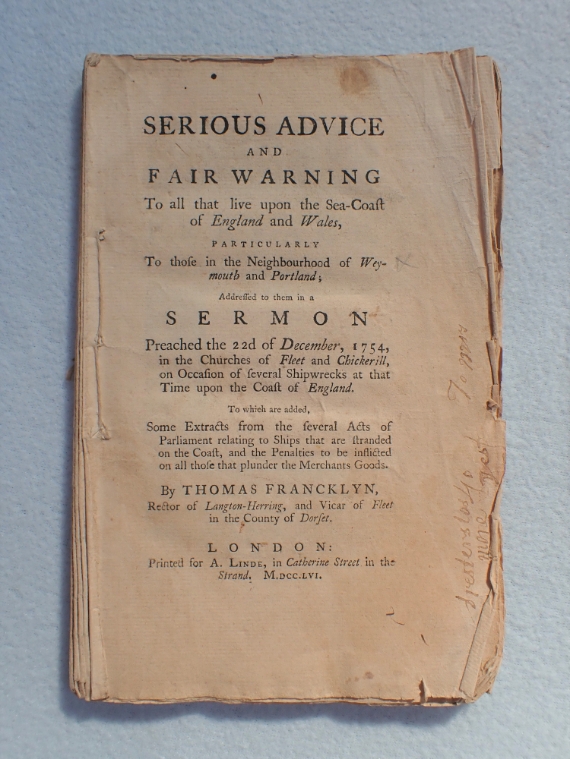 SERIOUS ADVICE
AND
FAIR WARNING
To all that live upon the Sea-Coaſt
of England and Wales,
PARTICULARLY
To thoſe in the Neighbourhood of Wey-
mouth and Portland;
Addreſſed to them in a
SERMON
Preached the 22d of December, 1754,
in the Churches of Fleet and Chickerill,
on Occaſion of ſeveral Shipwrecks at that
Time upon the Coaſt of England.
To which are added,
Some Extracts from the ſeveral Acts of
Parliament relating to Ships that are ſtranded
on the Coaſt, and the Penalties to be inflicted
on all thoſe that plunder the Merchants Goods.
By THOMAS FRANCKLYN,
Rector of Langton-Herring, and Vicar of Fleet
in the County of Dorſet.
LONDON:
Printed for A. LINDE, in Catherine Street in the
Strand. M.DCC.LVI.